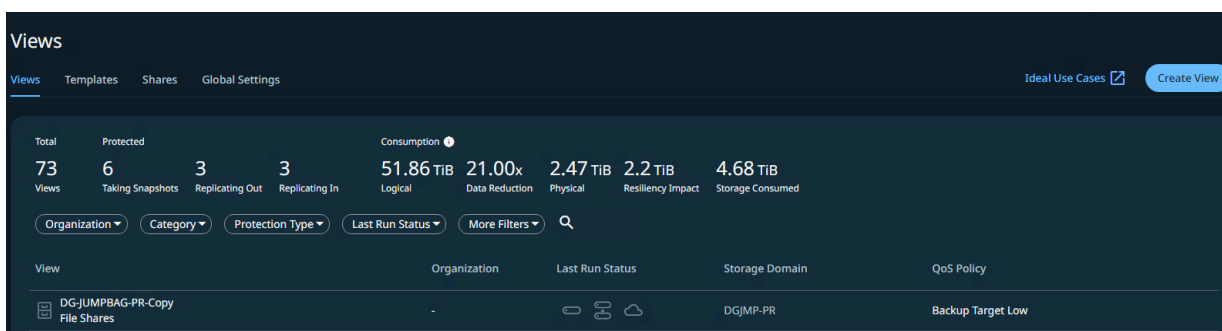 Views
Views Templates Shares Global Settings Ideal Use Cases Create View
Total Protected Consumption
73 6 3 3 51.86 TiB 21.00x 2.47 TiB 2.2 TiB 4.68 TiB
Views Taking Snapshots Replicating Out Replicating In Logical Data Reduction Physical Resiliency Impact Storage Consumed
Organization Category Protection Type Last Run Status More Filters
View Organization Last Run Status Storage Domain QoS Policy
DG-JUMPBAG-PR-Copy
File Shares - DGJMP-PR Backup Target Low